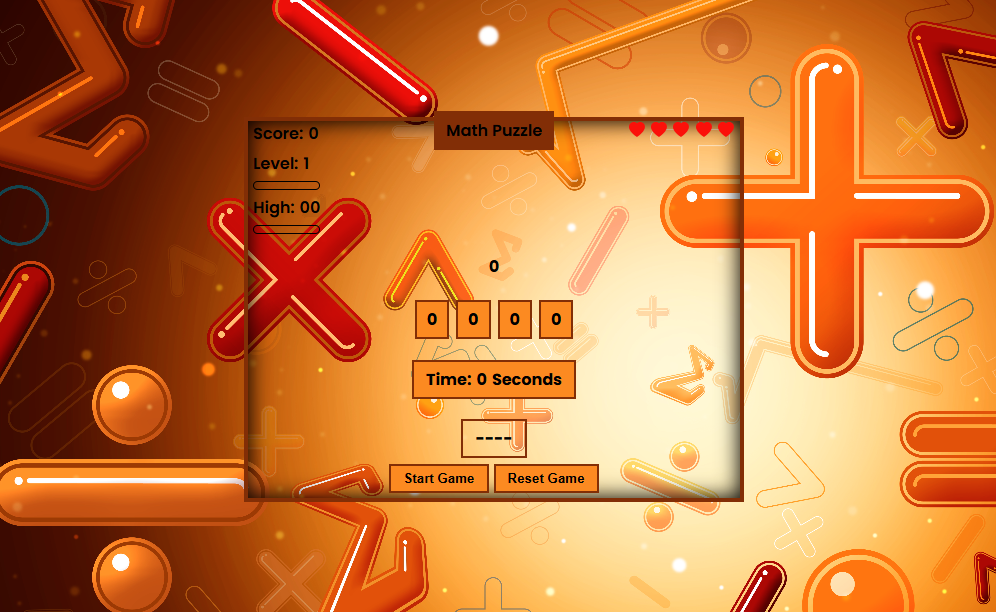 Math Puzzle
Score: 0
Level: 1
High: 00
0
0 0 0 0
Time: 0 Seconds
----
Start Game Reset Game